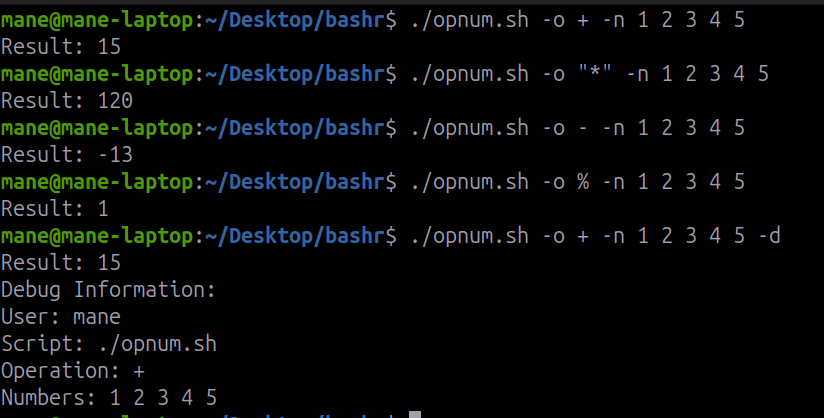 mane@mane-laptop:~/Desktop/bashr$ ./opnum.sh -o + -n 1 2 3 4 5
Result: 15
mane@mane-laptop:~/Desktop/bashr$ ./opnum.sh -o "*" -n 1 2 3 4 5
Result: 120
mane@mane-laptop:~/Desktop/bashr$ ./opnum.sh -o - -n 1 2 3 4 5
Result: -13
mane@mane-laptop:~/Desktop/bashr$ ./opnum.sh -o % -n 1 2 3 4 5
Result: 1
mane@mane-laptop:~/Desktop/bashr$ ./opnum.sh -o + -n 1 2 3 4 5 -d
Result: 15
Debug Information:
User: mane
Script: ./opnum.sh
Operation: +
Numbers: 1 2 3 4 5